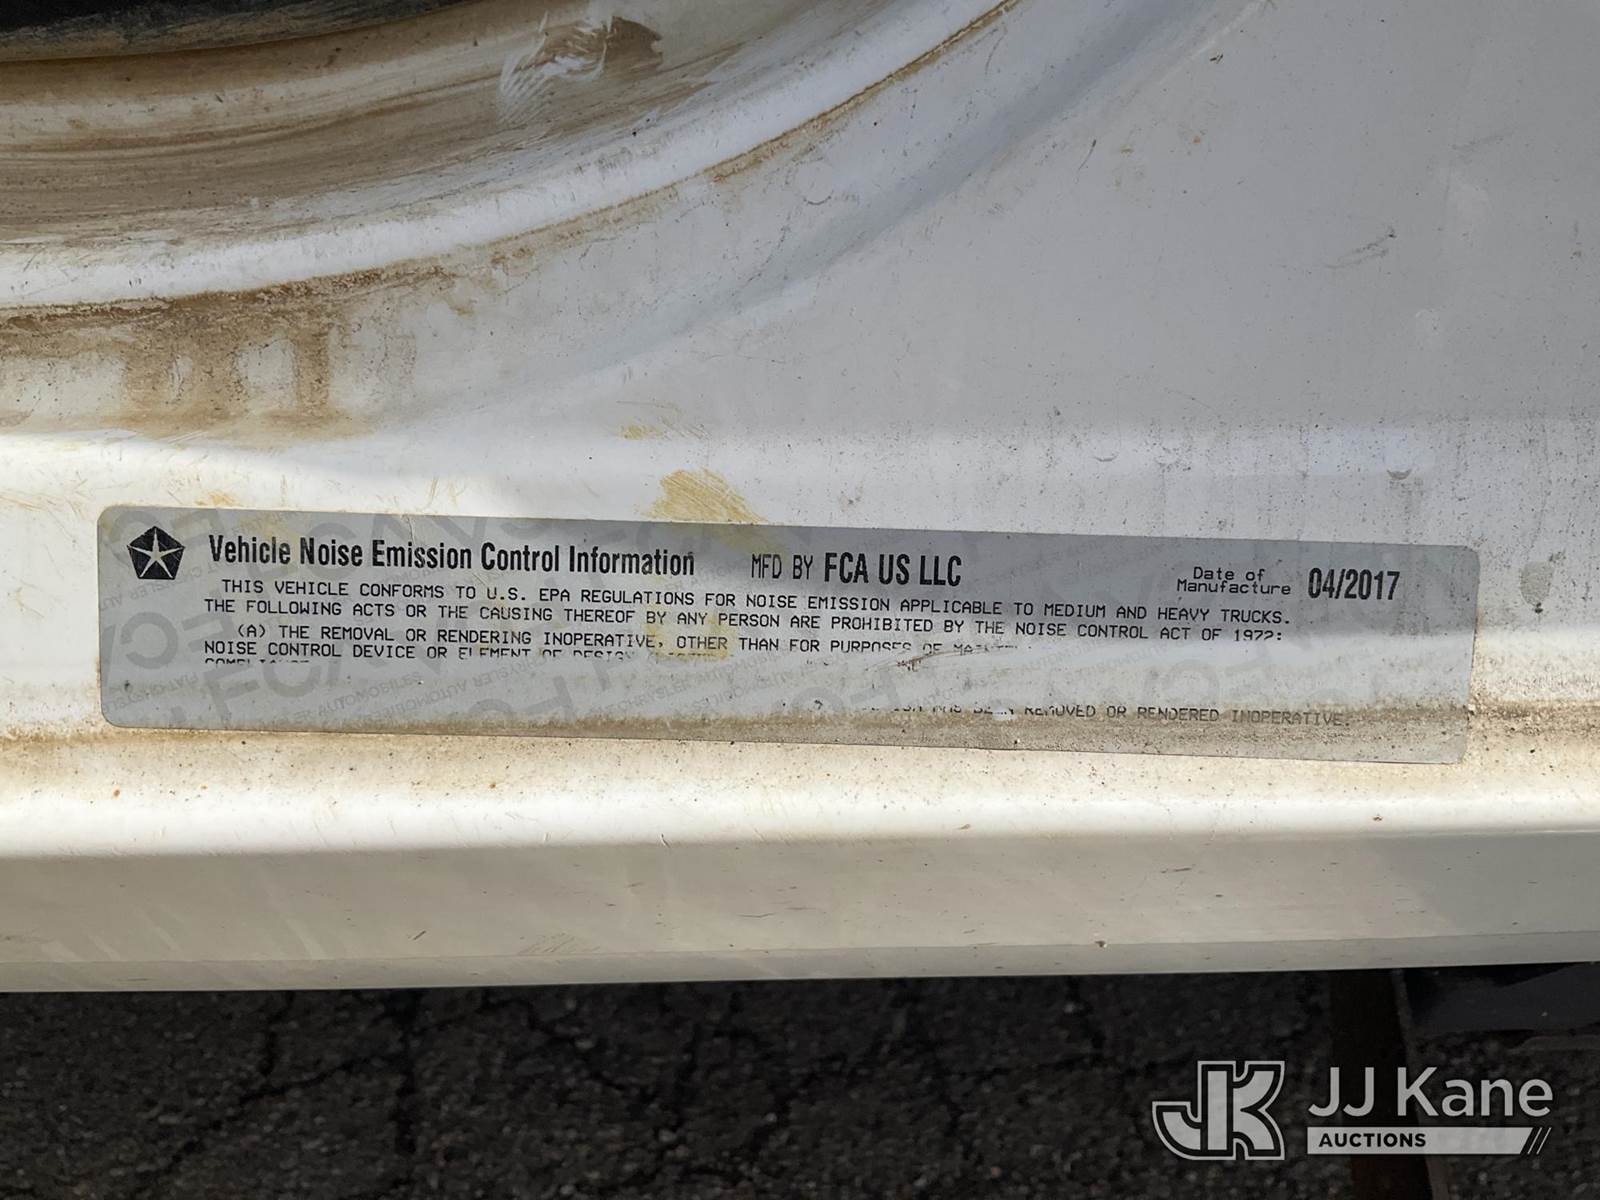 Vehicle Noise Emission Control Information MFD BY FCA US LLC Date of Manufacture 04/2017
THIS VEHICLE CONFORMS TO U.S. EPA REGULATIONS FOR NOISE EMISSION APPLICABLE TO MEDIUM AND HEAVY TRUCKS.
THE FOLLOWING ACTS OR THE CAUSING THEREOF BY ANY PERSON ARE PROHIBITED BY THE NOISE CONTROL ACT OF 1972:
(A) THE REMOVAL OR RENDERING INOPERATIVE, OTHER THAN FOR PURPOSES OF
NOISE CONTROL DEVICE OR ELEMENT OF DESIGN
REMOVED OR RENDERED INOPERATIVE.
JK JJ Kane
AUCTIONS